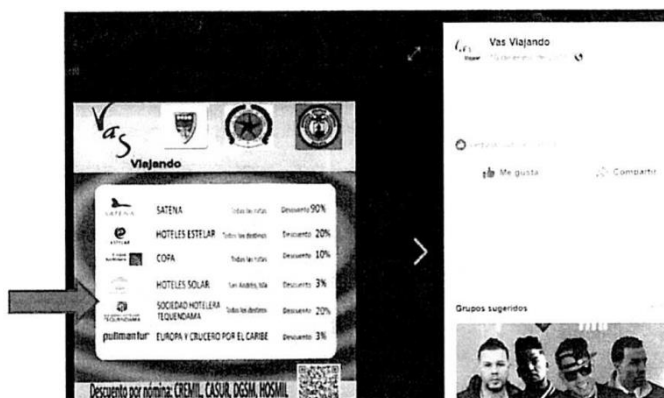 Vas
Viajando
SATENA Todas las rutas Descuento 90%
HOTELES ESTELAR Todos los destinos Descuento 20%
COPA Todas las rutas Descuento 10%
HOTELES SOLAR San Andrés, Isla Descuento 3%
SOCIEDAD HOTELERA
TEQUENDAMA Todos los destinos Descuento 20%
TEQUENDAMA
pullmantur EUROPA Y CRUCERO POR EL CARIBE Descuento 3%
Descuento por nómina: CREMIL, CASUR, DGSM, HOSMIL
Vas Viajando
Me gusta Compartir
Grupos sugeridos